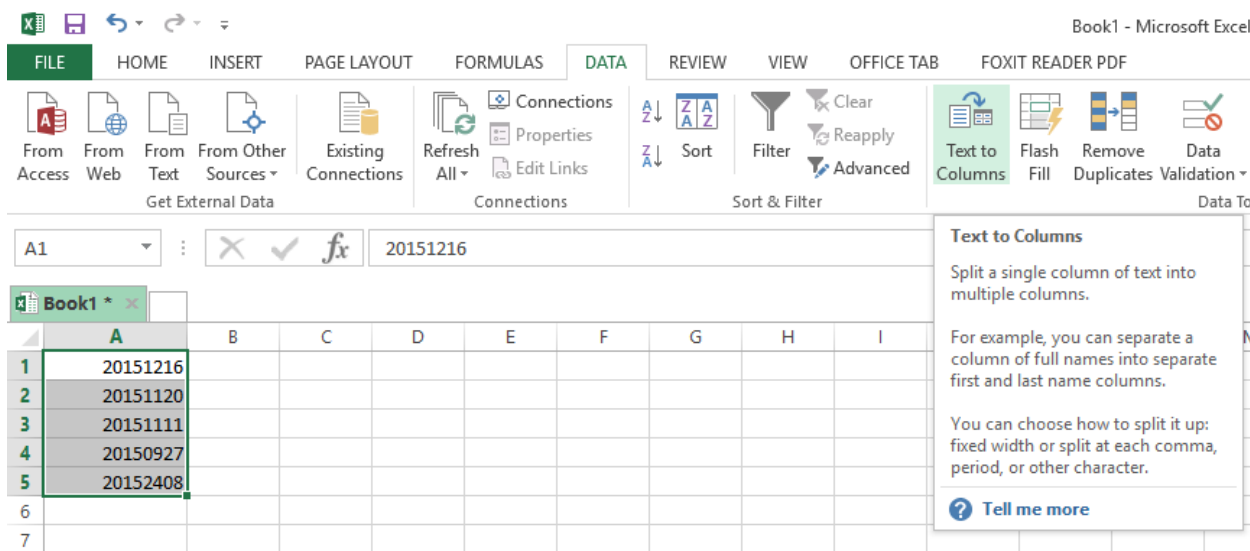 Book1 - Microsoft Excel
FILE HOME INSERT PAGE LAYOUT FORMULAS DATA REVIEW VIEW OFFICE TAB FOXIT READER PDF
From Access
From Web
From Text
From Other Sources
Existing Connections
Get External Data
Refresh All
Connections
Properties
Edit Links
Connections
A Z
Z A
Z A A Z
Sort
Filter
Clear
Reapply
Advanced
Sort & Filter
Text to Columns
Flash Fill
Remove Duplicates
Data Validation
Data To
A1 fx 20151216
Text to Columns
Split a single column of text into
multiple columns.
For example, you can separate a
column of full names into separate
first and last name columns.
You can choose how to split it up:
fixed width or split at each comma,
period, or other character.
? Tell me more
Book1 *
A B C D E F G H I
1 20151216
2 20151120
3 20151111
4 20150927
5 20152408
6
7